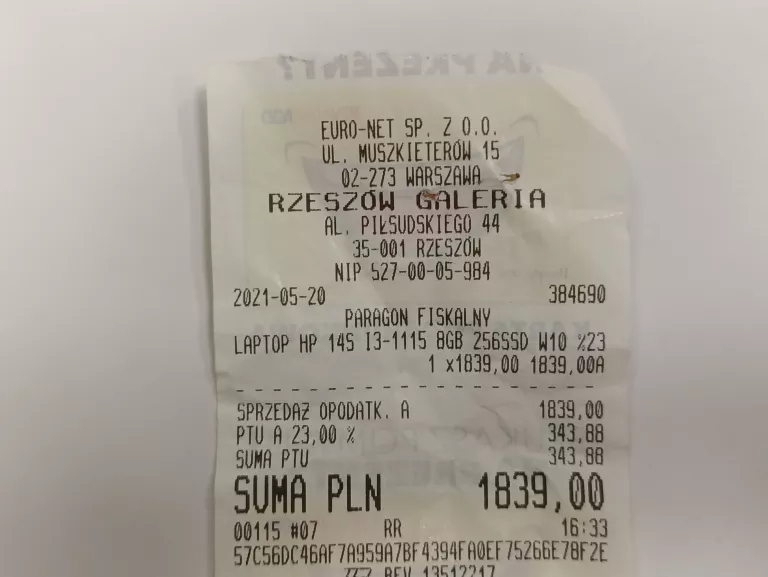 EURO-NET SP. Z O.O.
UL. MUSZKIETERÓW 15
02-273 WARSZAWA
RZESZÓW GALERIA
AL. PIŁSUDSKIEGO 44
35-001 RZESZÓW
NIP 527-00-05-984
2021-05-20 384690
PARAGON FISKALNY
LAPTOP HP 14S I3-1115 8GB 256SSD W10 %23
1 x1839,00 1839,00A
SPRZEDAŻ OPODATK. A 1839,00
PTU A 23,00 % 343,88
SUMA PTU 343,88
SUMA PLN 1839,00
00115 #07 RR 16:33
57C56DC46AF7A959A7BF4394FA0EF75266E78F2E
BEV 13512217